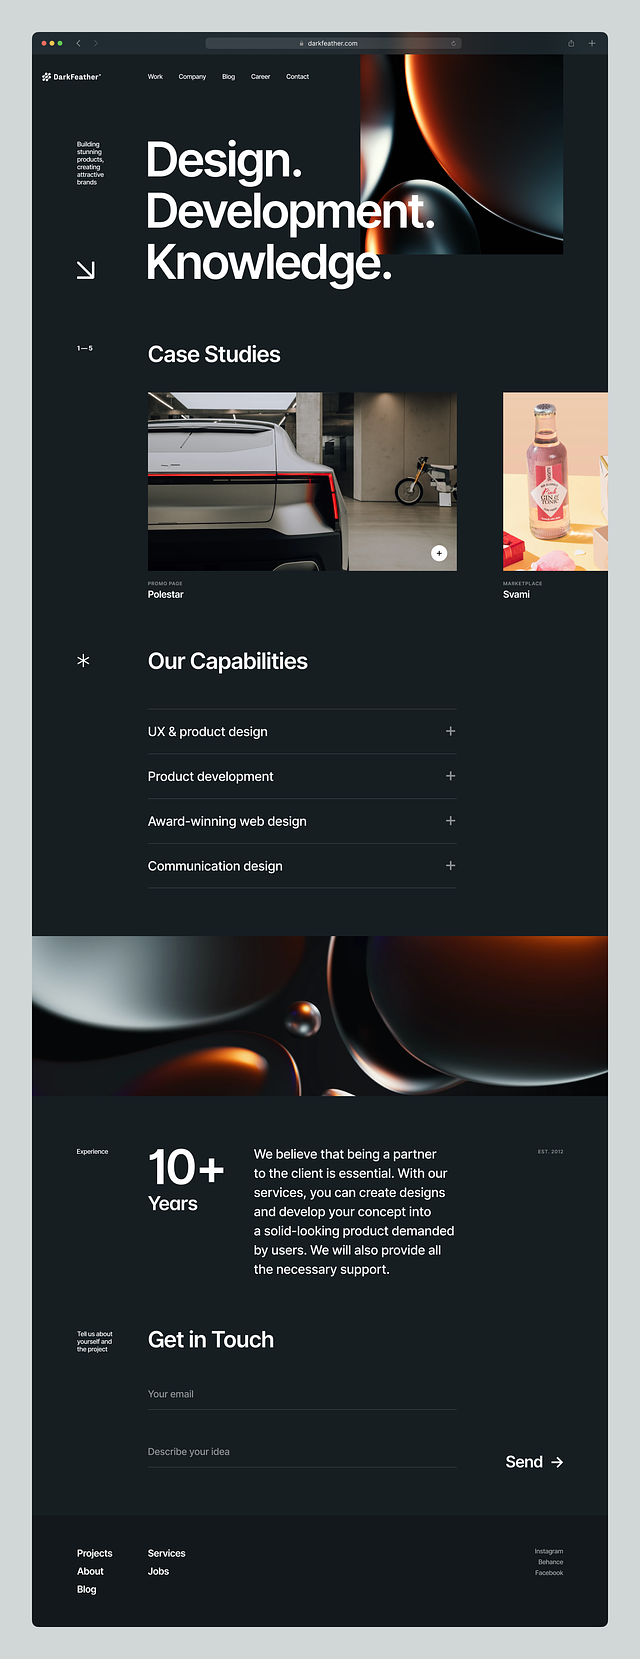 darkfeather.com
DarkFeather
Work Company Blog Career Contact
Building
stunning
products,
creating
attractive
brands
Design.
Development.
Knowledge.
1—5
Case Studies
GIN &
TONIC
PROMO PAGE
Polestar
MARKETPLACE
Svami
Our Capabilities
UX & product design
Product development
Award-winning web design
Communication design
Experience
10+
Years
We believe that being a partner
to the client is essential. With our
services, you can create designs
and develop your concept into
a solid-looking product demanded
by users. We will also provide all
the necessary support.
EST. 2012
Tell us about
yourself and
the project
Get in Touch
Your email
Describe your idea
Send
Projects
About
Blog
Services
Jobs
Instagram
Behance
Facebook